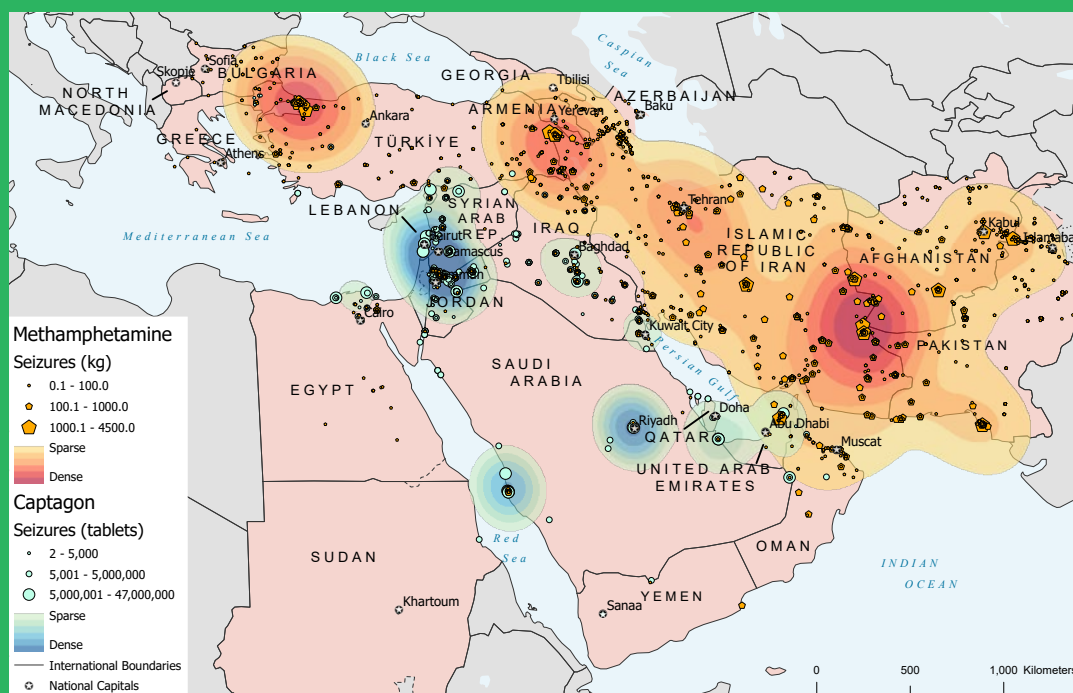 Black Sea
Caspian
Sea
GEORGIA
Tbilisi
Sofia
BULGARIA
Skopje
NORTH
MACEDONIA
AZERBAIJAN
Baku
ARMENIA
Yerevan
Ankara
TÜRKİYE
GREECE
Athens
LEBANON
SYRIAN
ARAB
REP
Beirut
Damascus
Amman
JORDAN
IRAQ
Baghdad
Tehran
ISLAMIC
REPUBLIC
OF IRAN
Kabul
Islamaba
AFGHANISTAN
PAKISTAN
Mediterranean Sea
Cairo
EGYPT
Kuwait City
Persian Gulf
SAUDI
ARABIA
Riyadh
Doha
QATAR
Abu Dhabi
UNITED ARAB
EMIRATES
Muscat
OMAN
Red
Sea
SUDAN
Khartoum
YEMEN
Sanaa
INDIAN
OCEAN
Methamphetamine
Seizures (kg)
0.1 - 100.0
100.1 - 1000.0
1000.1 - 4500.0
Sparse
Dense
Captagon
Seizures (tablets)
2 - 5,000
5,001 - 5,000,000
5,000,001 - 47,000,000
Sparse
Dense
International Boundaries
National Capitals
0 500 1,000 Kilometers